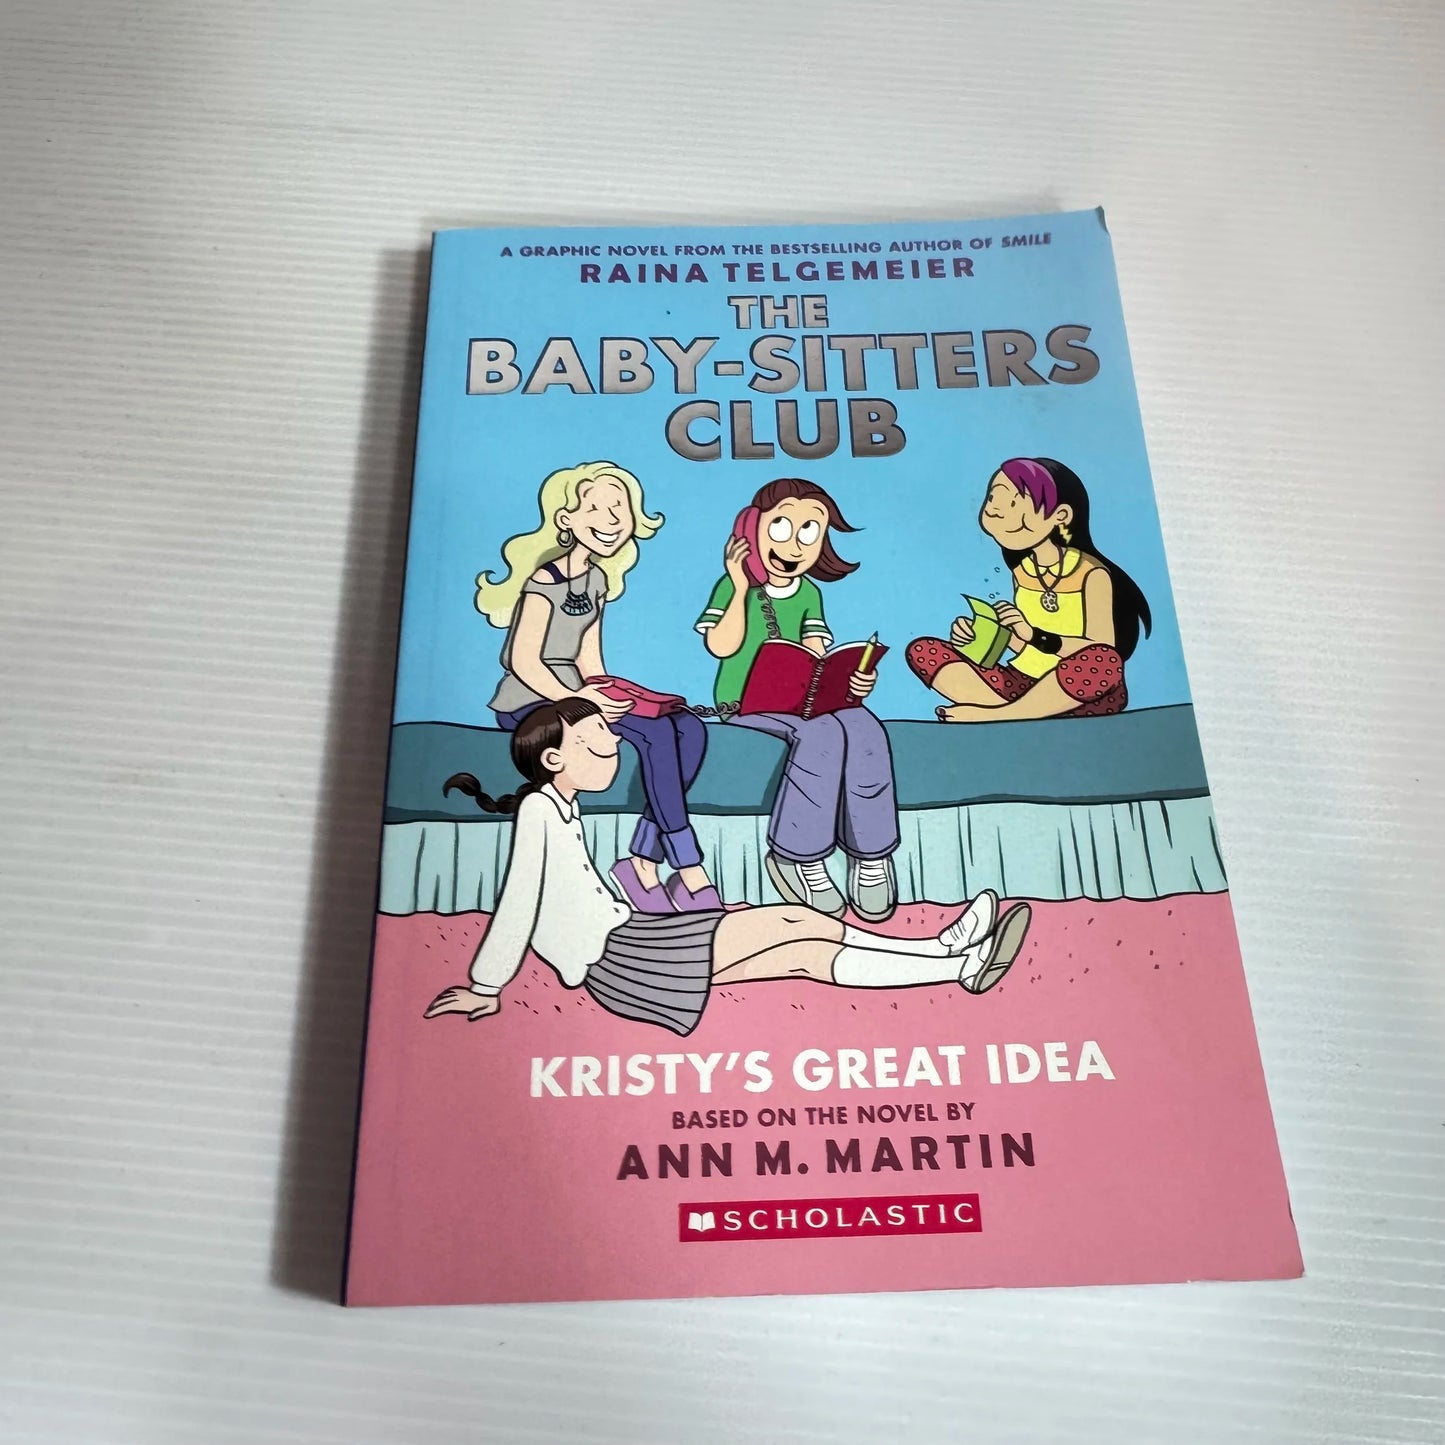 A GRAPHIC NOVEL FROM THE BESTSELLING AUTHOR OF SMILE
RAINA TELGEMEIER
THE
BABY-SITTERS
CLUB
KRISTY'S GREAT IDEA
BASED ON THE NOVEL BY
ANN M. MARTIN
SCHOLASTIC